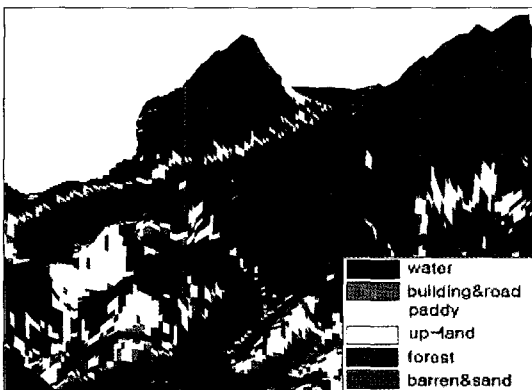 water
building&road
paddy
up-land
forest
barren&sand